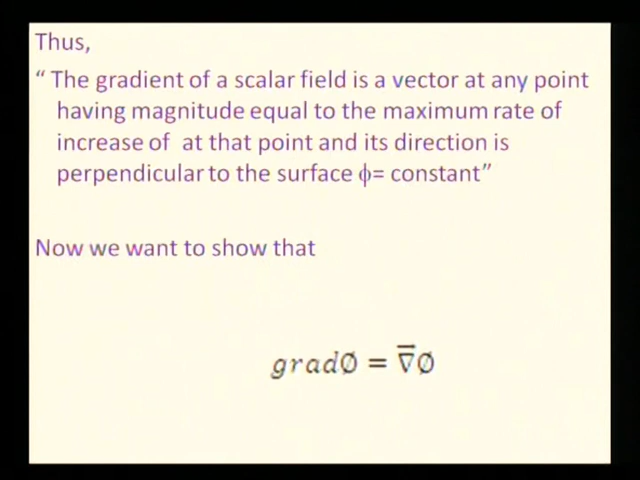 Thus,
“ The gradient of a scalar field is a vector at any point
having magnitude equal to the maximum rate of
increase of  at that point and its direction is
perpendicular to the surface ϕ= constant”
Now we want to show that
grad∅ = ∇⃗∅